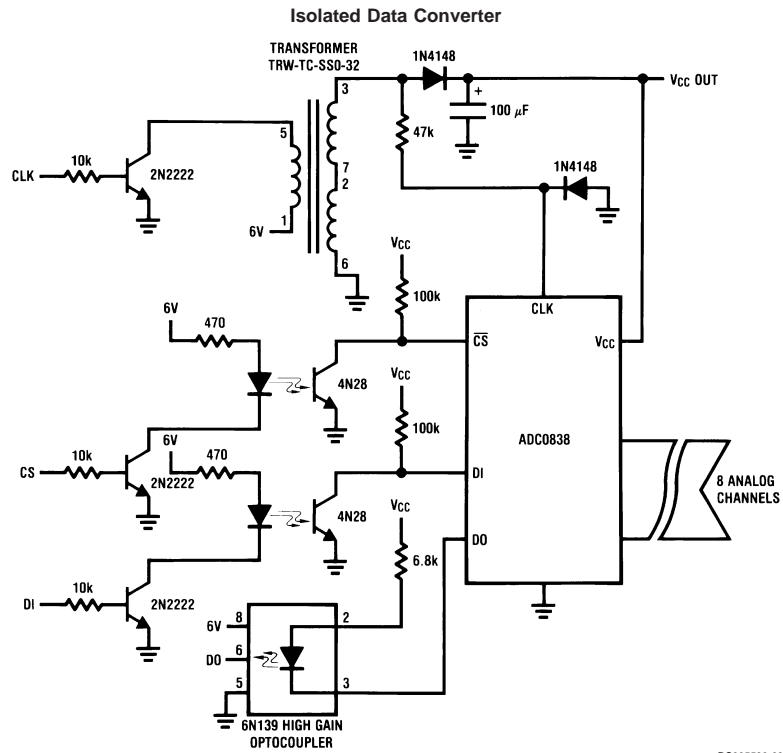 Isolated Data Converter
TRANSFORMER
TRW-TC-SSO-32
1N4148
3
VCC OUT
+
100 μF
5
47k
10k
CLK
2N2222
7
2
1N4148
1
6V
6
VCC
100k
CLK
6V
470
CS
VCC
4N28
VCC
ADC0838
100k
10k
6V
470
CS
2N2222
DI
8 ANALOG
CHANNELS
4N28
VCC
DO
6.8k
10k
DI
2N2222
6V
8
2
DO
6
5
3
6N139 HIGH GAIN
OPTOCOUPLER